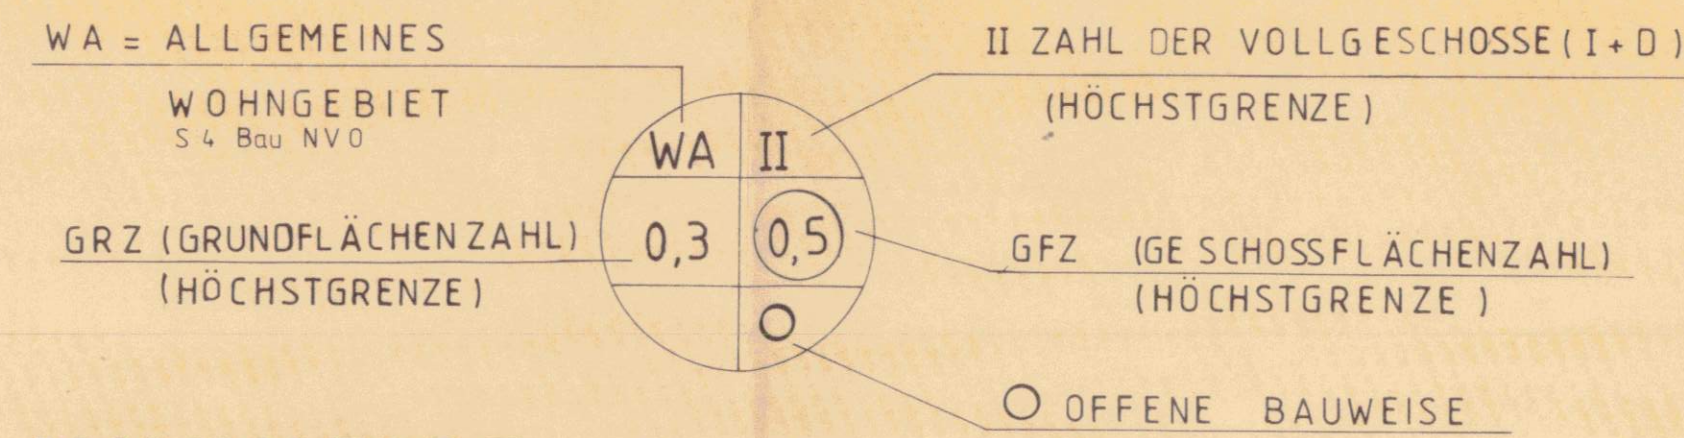 WA = ALLGEMEINES
WOHNGEBIET
S 4 Bau NVO
II ZAHL DER VOLLGESCHOSSE (I + D)
(HÖCHSTGRENZE)
WA II
0,3 0,5
O
GRZ (GRUNDFLÄCHENZAHL)
(HÖCHSTGRENZE)
GFZ (GESCHOSSFLÄCHENZAHL)
(HÖCHSTGRENZE)
O OFFENE BAUWEISE